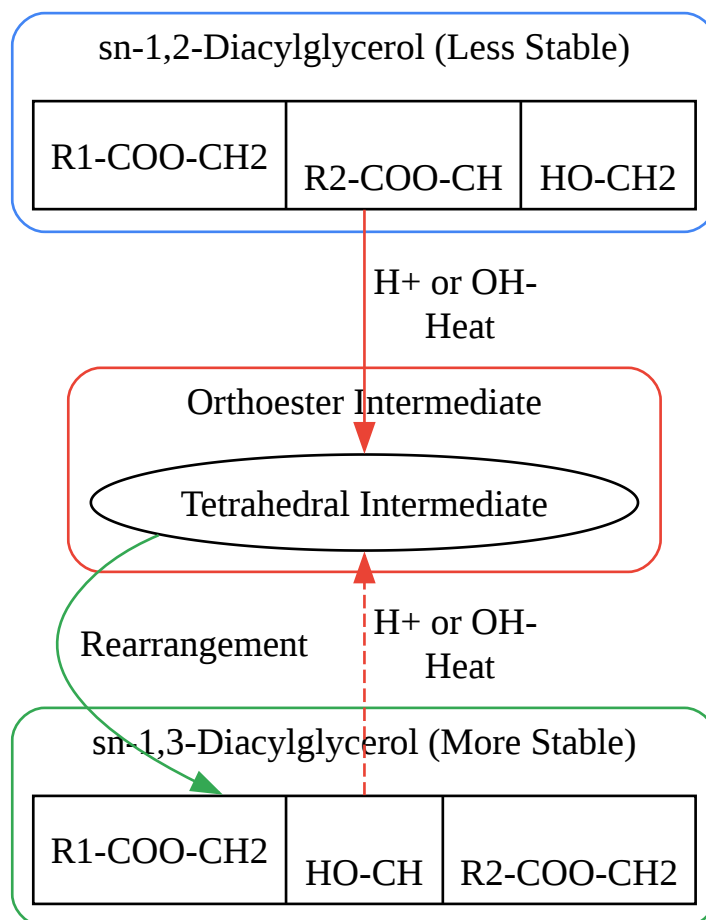 sn-1,2-Diacylglycerol (Less Stable)
R1-COO-CH2
R2-COO-CH
HO-CH2
H+ or OH-
Heat
Orthoester Intermediate
Tetrahedral Intermediate
Rearrangement
H+ or OH-
Heat
sn-1,3-Diacylglycerol (More Stable)
R1-COO-CH2
HO-CH
R2-COO-CH2